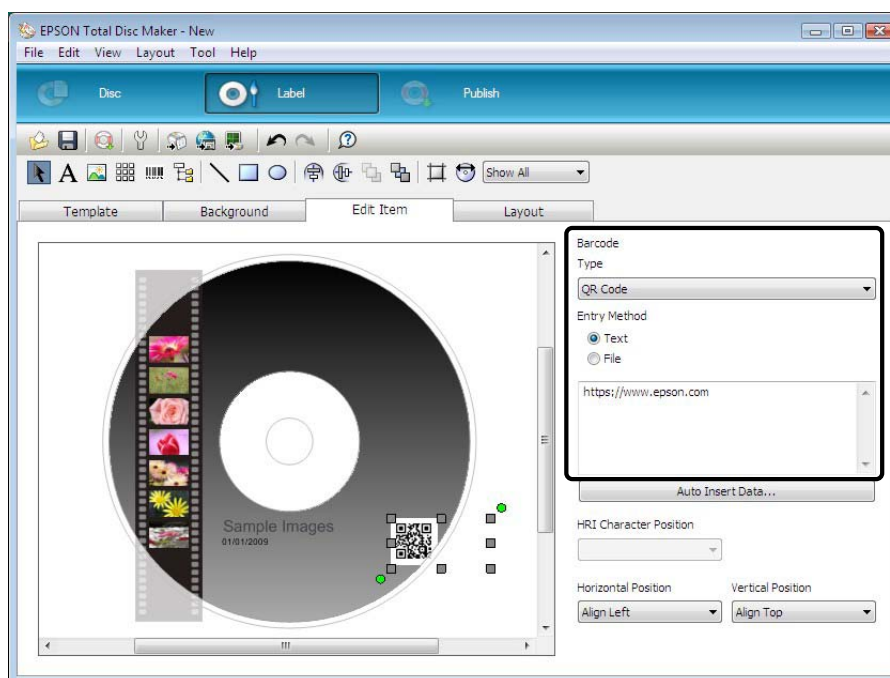 EPSON Total Disc Maker - New
File Edit View Layout Tool Help
Disc Label Publish
A Show All
Template Background Edit Item Layout
Barcode
Type
QR Code
Entry Method
Text
File
https://www.epson.com
Auto Insert Data...
Sample Images
01/01/2009
HRI Character Position
Horizontal Position Vertical Position
Align Left Align Top